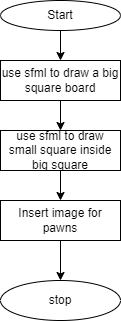 Start
use sfml to draw a big
square board
use sfml to draw
small square inside
big square
Insert image for
pawns
stop